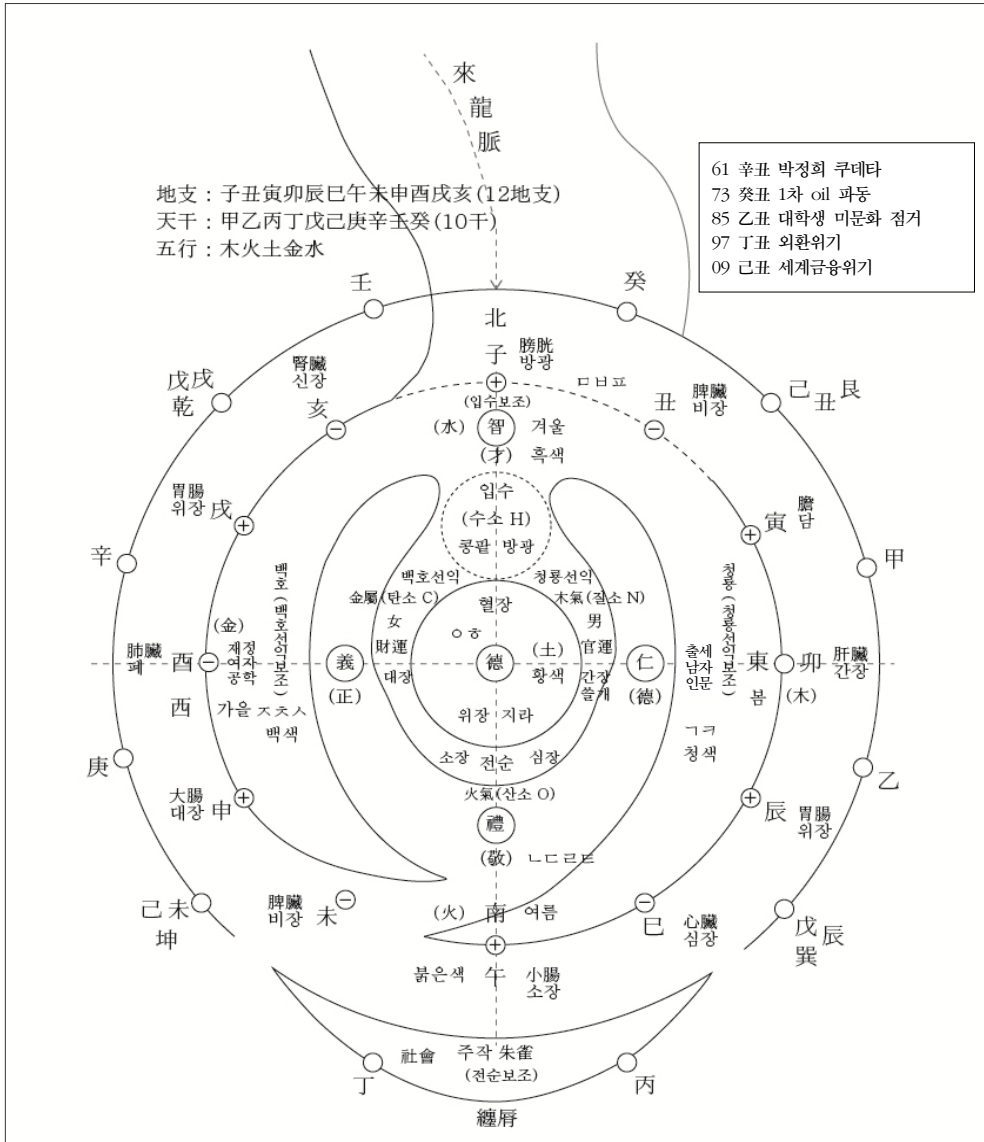 來
龍
脈
地支 : 子丑寅卯辰巳午未申酉戌亥(12地支)
天干 : 甲乙丙丁戊己庚辛壬癸(10干)
五行 : 木火土金水
61 辛丑 박정희 쿠데타
73 癸丑 1차 oil 파동
85 乙丑 대학생 미문화 점거
97 丁丑 외환위기
09 己丑 세계금융위기
壬
癸
北
子
膀胱
방광
ㅁㅂㅍ
腎臟
신장
亥
戊戌
乾
丑
脾臟
비장
己丑艮
(입수보조)
(水)
智
겨울
(才)
흑색
입수
(수소 H)
콩팥 방광
胃腸
위장
戌
寅
膽
담
辛
甲
백호선익
청룡선익
金屬(탄소 C)
木氣(질소 N)
혈장
女
男
ㅇㅎ
財運
官運
(土)
德
황색
대장
간장
쓸개
위장 지라
백호(백호선익보조)
청룡(청룡선익보조)
(金)
재정
여자
공학
肺臟
폐
酉
西
義
(正)
仁
(德)
출세
남자
인문
東
봄
卯
(木)
肝臟
간장
가을 ㅈㅊㅅ
백색
ㄱㅋ
청색
소장 전순 심장
火氣(산소 O)
禮
(敬)
ㄴㄷㄹㅌ
庚
乙
大腸
대장
申
辰
胃腸
위장
己未
坤
脾臟
비장
未
(火)
南
여름
巳
心臟
심장
戊辰
巽
붉은색
午
小腸
소장
社會
주작 朱雀
(전순보조)
丁
丙
纏脣